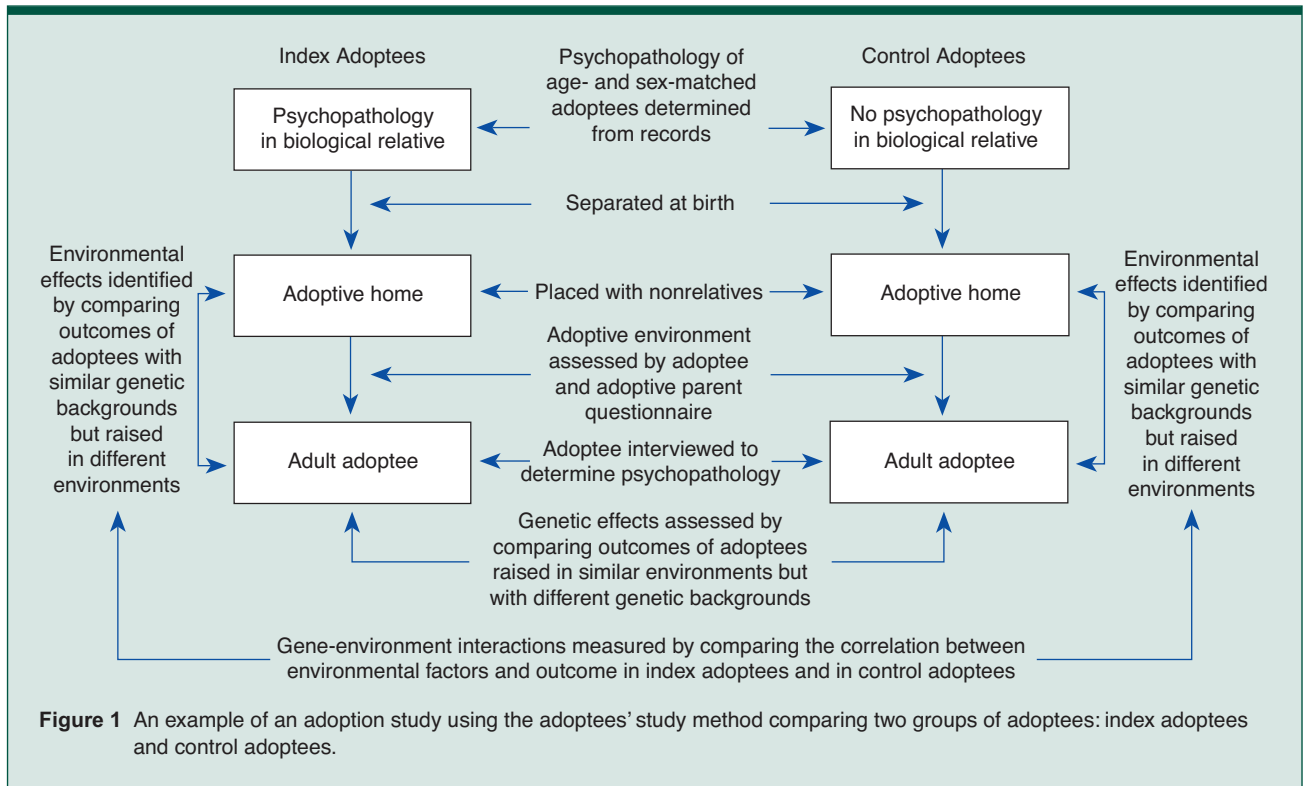 Index Adoptees
Psychopathology of
age- and sex-matched
adoptees determined
from records
Control Adoptees
Psychopathology
in biological relative
No psychopathology
in biological relative
Separated at birth
Environmental
effects identified
by comparing
outcomes of
adoptees with
similar genetic
backgrounds
but raised
in different
environments
Adoptive home
Placed with nonrelatives
Adoptive home
Environmental
effects identified
by comparing
outcomes of
adoptees with
similar genetic
backgrounds
but raised
in different
environments
Adoptive environment
assessed by adoptee
and adoptive parent
questionnaire
Adult adoptee
Adoptee interviewed to
determine psychopathology
Adult adoptee
Genetic effects assessed by
comparing outcomes of adoptees
raised in similar environments but
with different genetic backgrounds
Gene-environment interactions measured by comparing the correlation between
environmental factors and outcome in index adoptees and in control adoptees
Figure 1 An example of an adoption study using the adoptees’ study method comparing two groups of adoptees: index adoptees
and control adoptees.